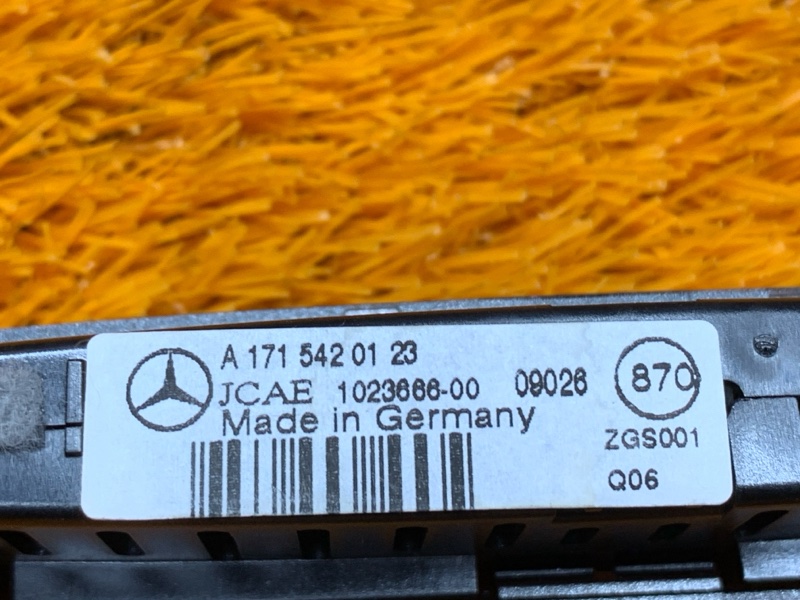 A 171 542 01 23
JCAE 1023666-00 09026
870
Made in Germany
ZGS001
Q06